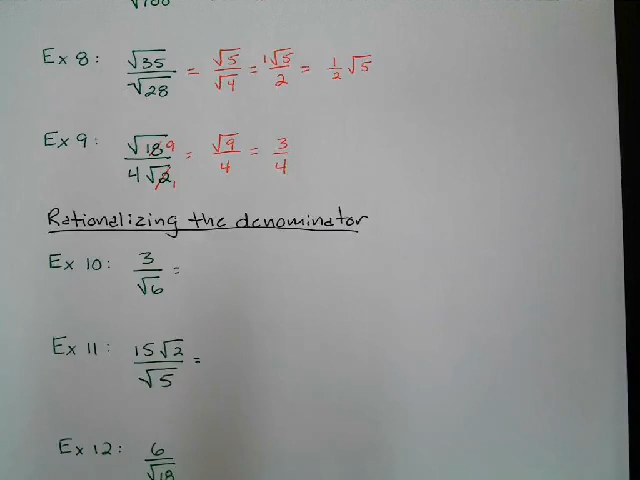 √100
Ex 8: √35/√28 = √5/√4 = 1√5/2 = 1/2 √5
Ex 9: √18 9/4√2 1 = √9/4 = 3/4
Rationalizing the denominator
Ex 10: 3/√6 =
Ex 11: 15√2/√5 =
Ex 12: 6/√18